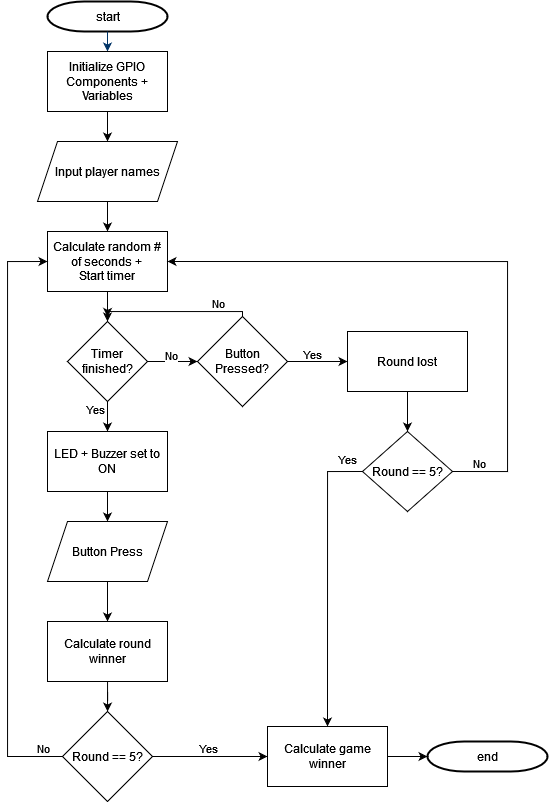 start
Initialize GPIO
Components +
Variables
Input player names
Calculate random #
of seconds +
Start timer
No
Timer
finished?
No
Button
Pressed?
Yes
Round lost
Yes
LED + Buzzer set to
ON
Yes
Round == 5?
No
Button Press
Calculate round
winner
No
Round == 5?
Yes
Calculate game
winner
end